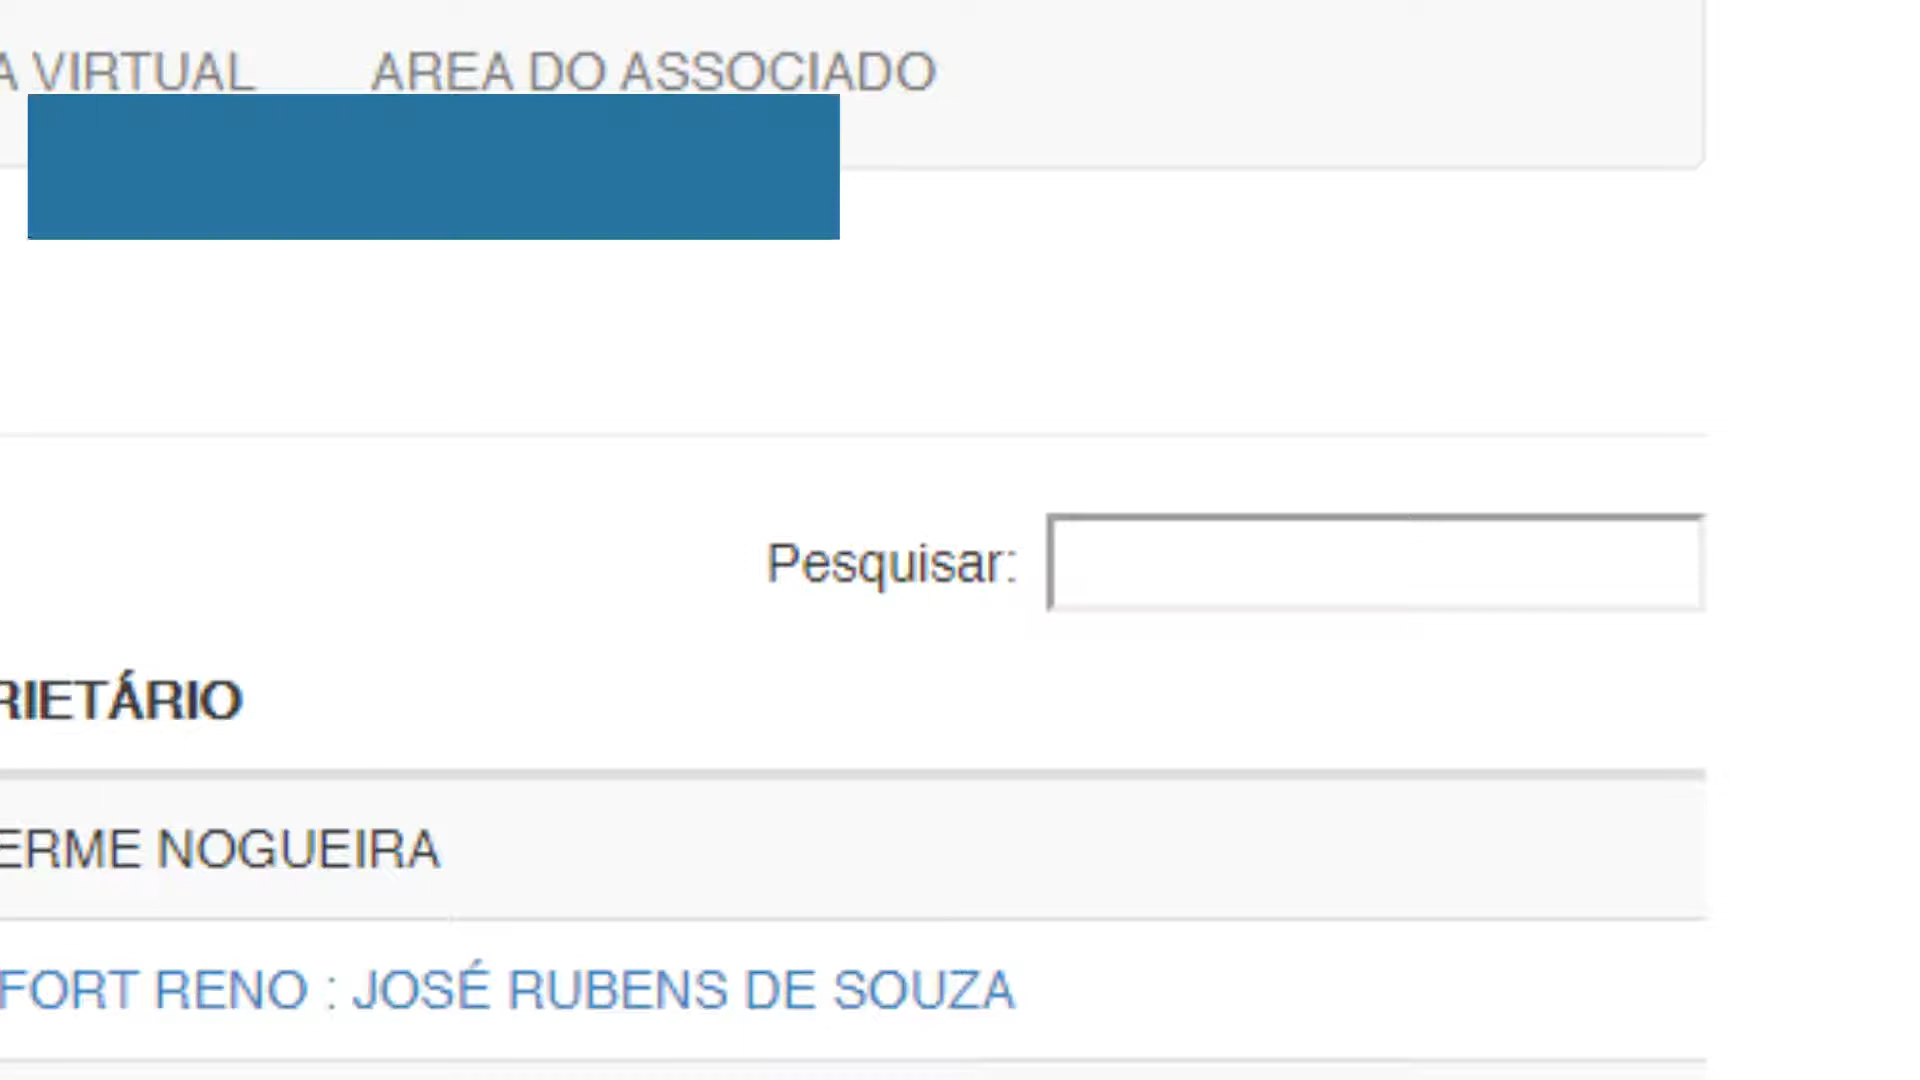 A VIRTUAL AREA DO ASSOCIADO
Pesquisar:
RIETÁRIO
ERME NOGUEIRA
FORT RENO : JOSÉ RUBENS DE SOUZA